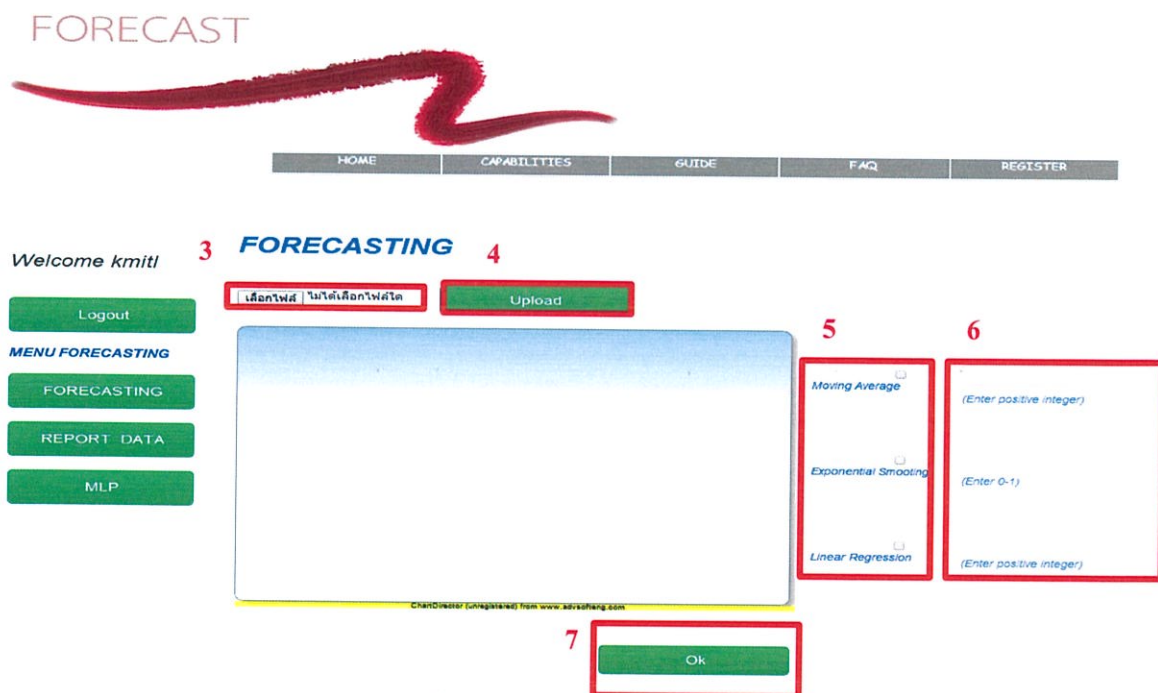 FORECAST
HOME CAPABILITIES GUIDE FAQ REGISTER
Welcome kmitl
3
FORECASTING
4
เลือกไฟล์ ไม่ได้เลือกไฟล์ใด
Upload
Logout
5
6
MENU FORECASTING
FORECASTING
REPORT DATA
MLP
Moving Average
(Enter positive integer)
Exponential Smooting
(Enter 0-1)
Linear Regression
(Enter positive integer)
ChartDirector (unregistered) from www.advsofteng.com
7
Ok